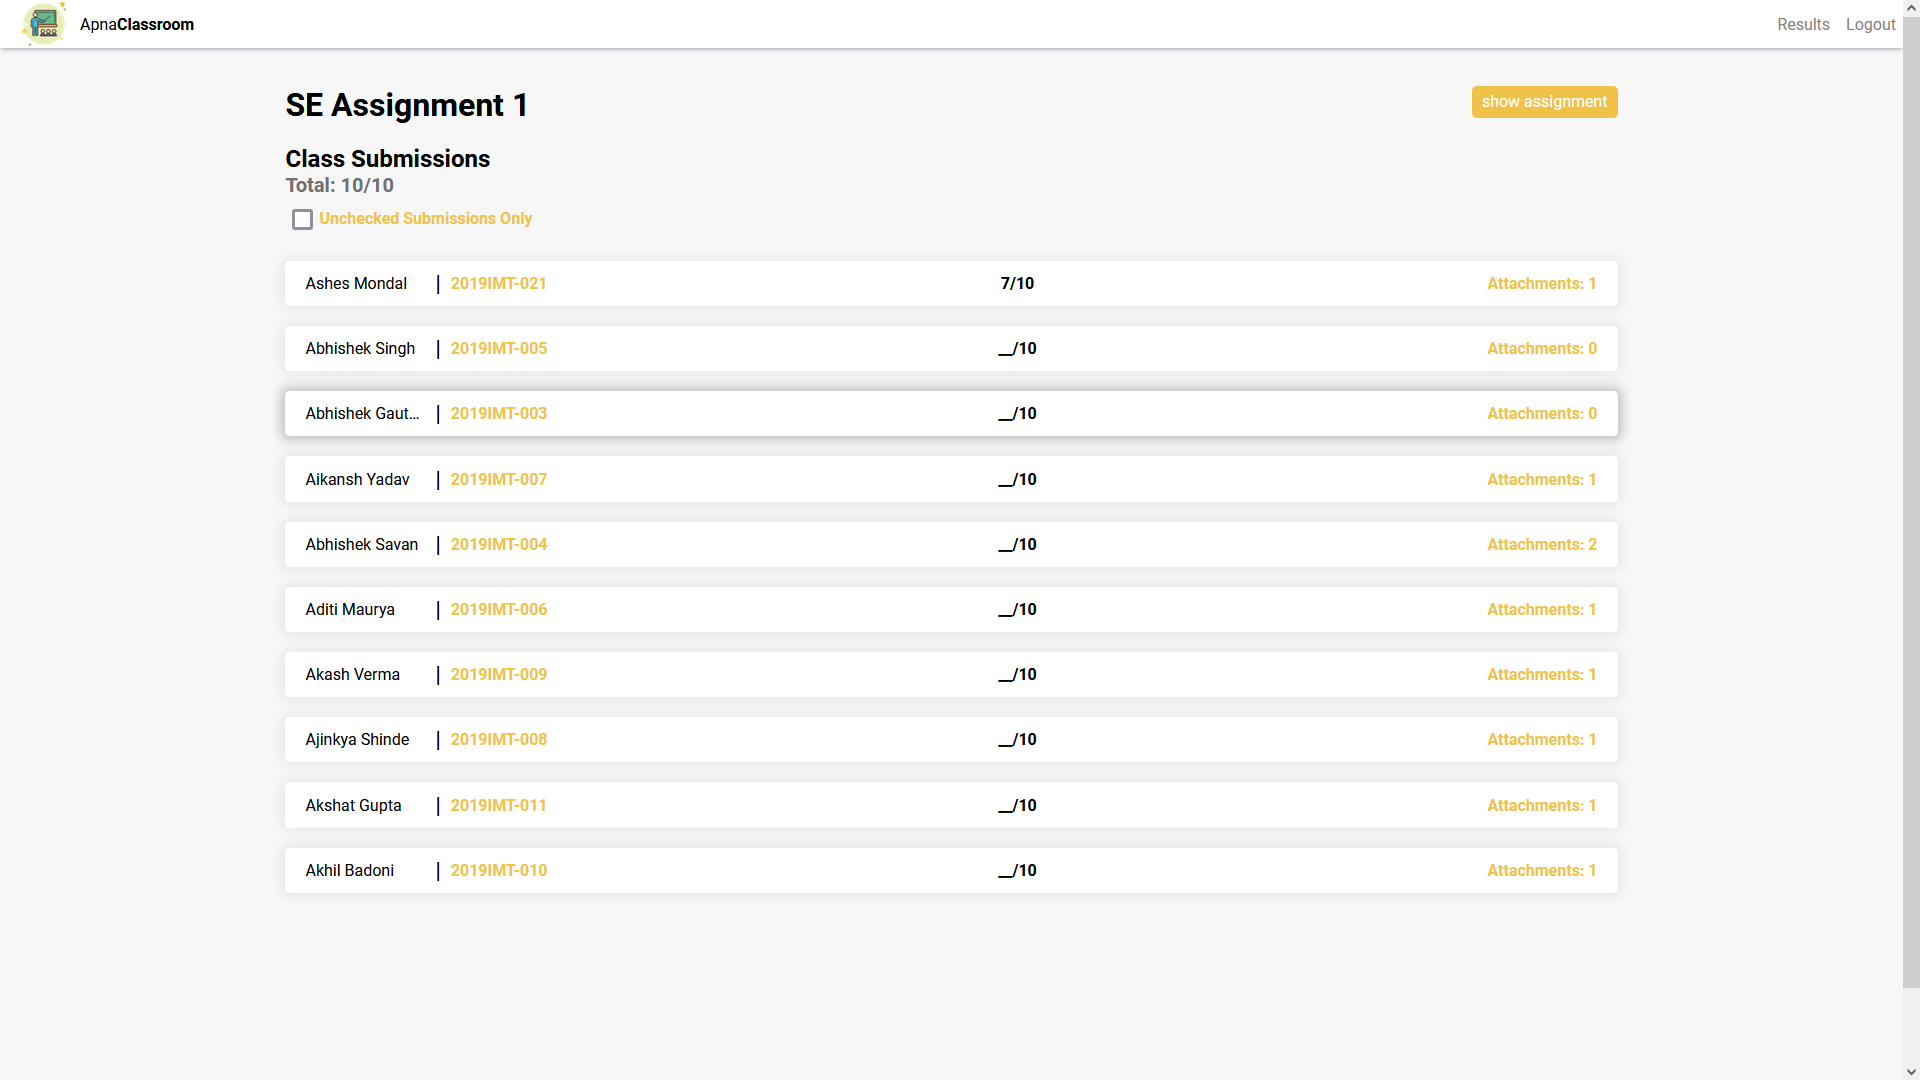 ApnaClassroom Results Logout
SE Assignment 1 show assignment
Class Submissions
Total: 10/10
Unchecked Submissions Only
Ashes Mondal | 2019IMT-021 7/10 Attachments: 1
Abhishek Singh | 2019IMT-005 __/10 Attachments: 0
Abhishek Gaut... | 2019IMT-003 __/10 Attachments: 0
Aikansh Yadav | 2019IMT-007 __/10 Attachments: 1
Abhishek Savan | 2019IMT-004 __/10 Attachments: 2
Aditi Maurya | 2019IMT-006 __/10 Attachments: 1
Akash Verma | 2019IMT-009 __/10 Attachments: 1
Ajinkya Shinde | 2019IMT-008 __/10 Attachments: 1
Akshat Gupta | 2019IMT-011 __/10 Attachments: 1
Akhil Badoni | 2019IMT-010 __/10 Attachments: 1